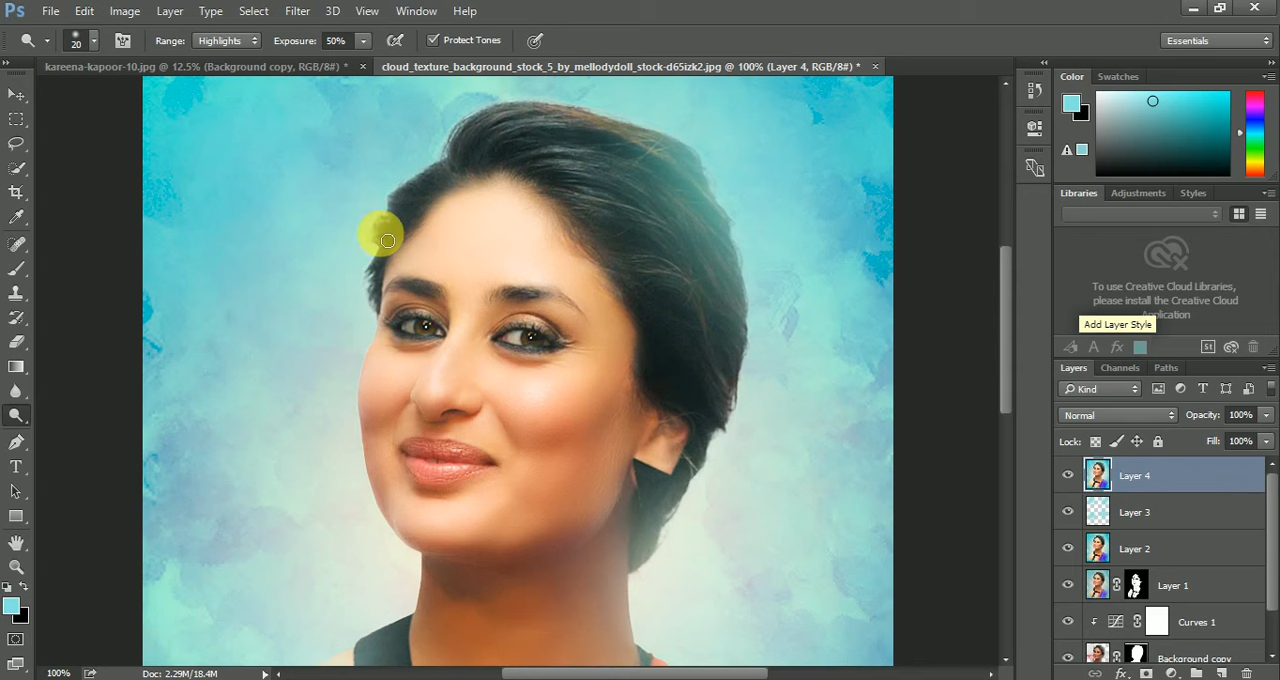 Ps File Edit Image Layer Type Select Filter 3D View Window Help
20 Range: Highlights Exposure: 50% Protect Tones Essentials
kareena-kapoor-10.jpg @ 12.5% (Background copy, RGB/8#) * × cloud_texture_background_stock_5_by_mellodydoll_stock-d65izk2.jpg @ 100% (Layer 4, RGB/8#) * ×
Color Swatches
Libraries Adjustments Styles
To use Creative Cloud Libraries,
please install the Creative Cloud
Application
Add Layer Style
fx St
Layers Channels Paths
Kind
Normal Opacity: 100%
Lock: Fill: 100%
Layer 4
Layer 3
Layer 2
Layer 1
Curves 1
Background copy
100% Doc: 2.29M/18.4M
fx